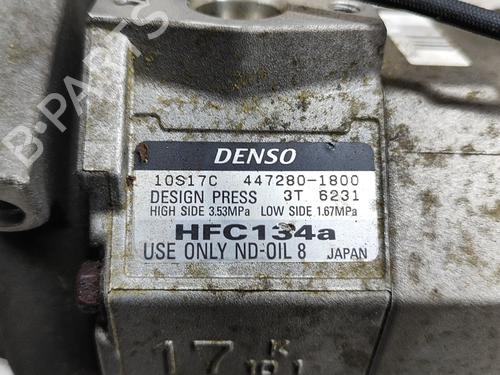 B-PARTS
DENSO
10S17C 447280-1800
DESIGN PRESS 3T 6231
HIGH SIDE 3.53MPa LOW SIDE 1.67MPa
HFC134a
USE ONLY ND-OIL 8 JAPAN
17 K